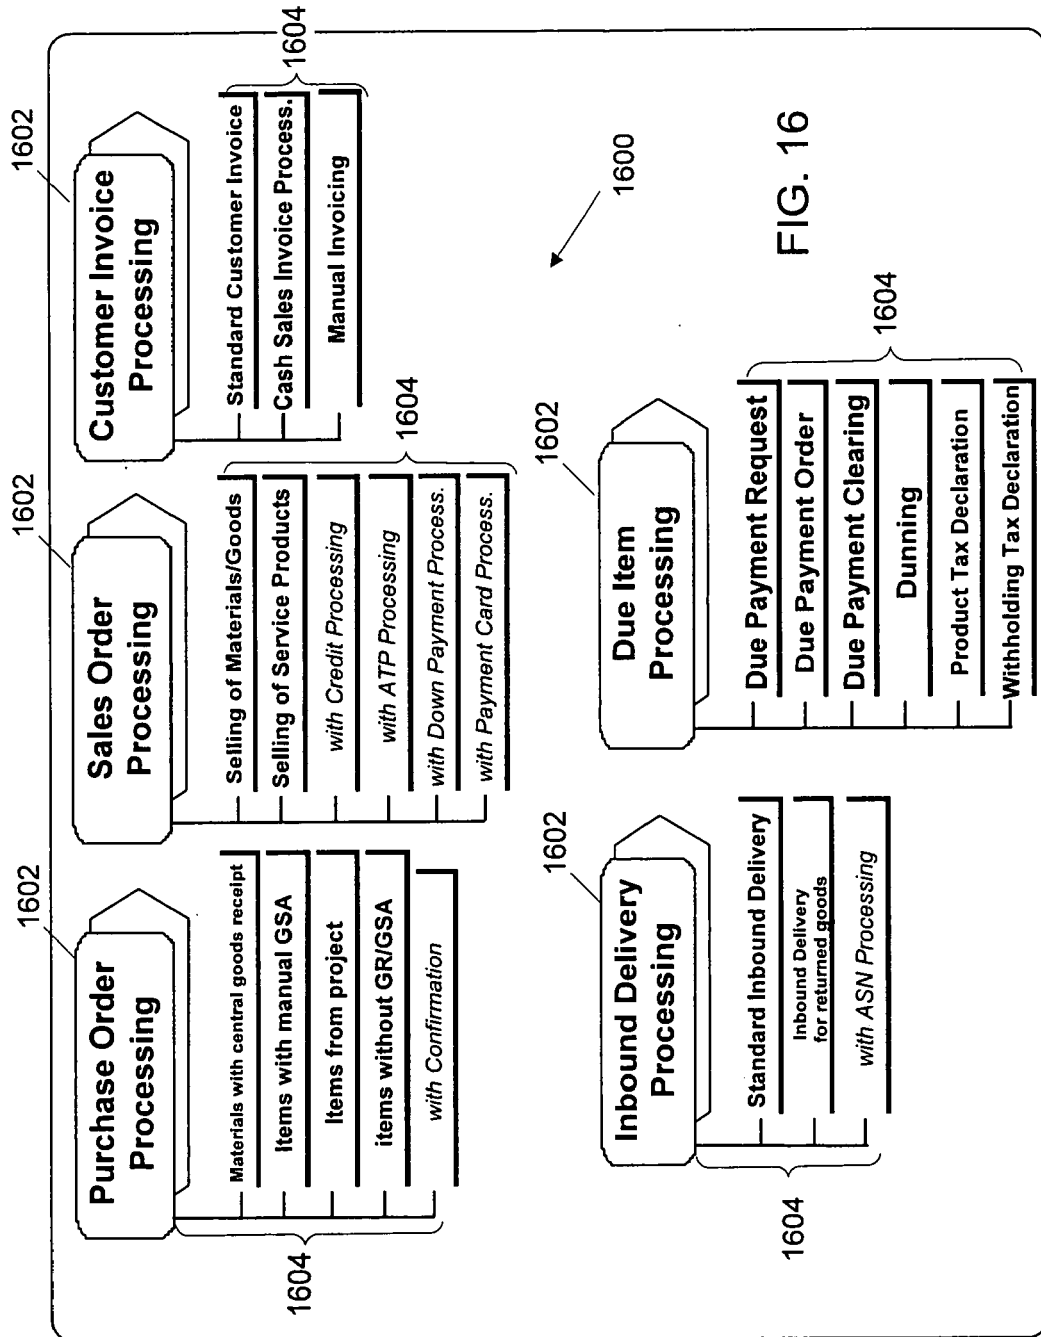 1602
Purchase Order
Processing
Materials with central goods receipt
Items with manual GSA
Items from project
items without GR/GSA
with Confirmation
1604
1602
Sales Order
Processing
Selling of Materials/Goods
Selling of Service Products
with Credit Processing
with ATP Processing
with Down Payment Process.
with Payment Card Process.
1604
1602
Customer Invoice
Processing
Standard Customer Invoice
Cash Sales Invoice Process.
Manual Invoicing
1604
1602
Inbound Delivery
Processing
Standard Inbound Delivery
Inbound Delivery
for returned goods
with ASN Processing
1604
1602
Due Item
Processing
Due Payment Request
Due Payment Order
Due Payment Clearing
Dunning
Product Tax Declaration
Withholding Tax Declaration
1604
1600
FIG. 16